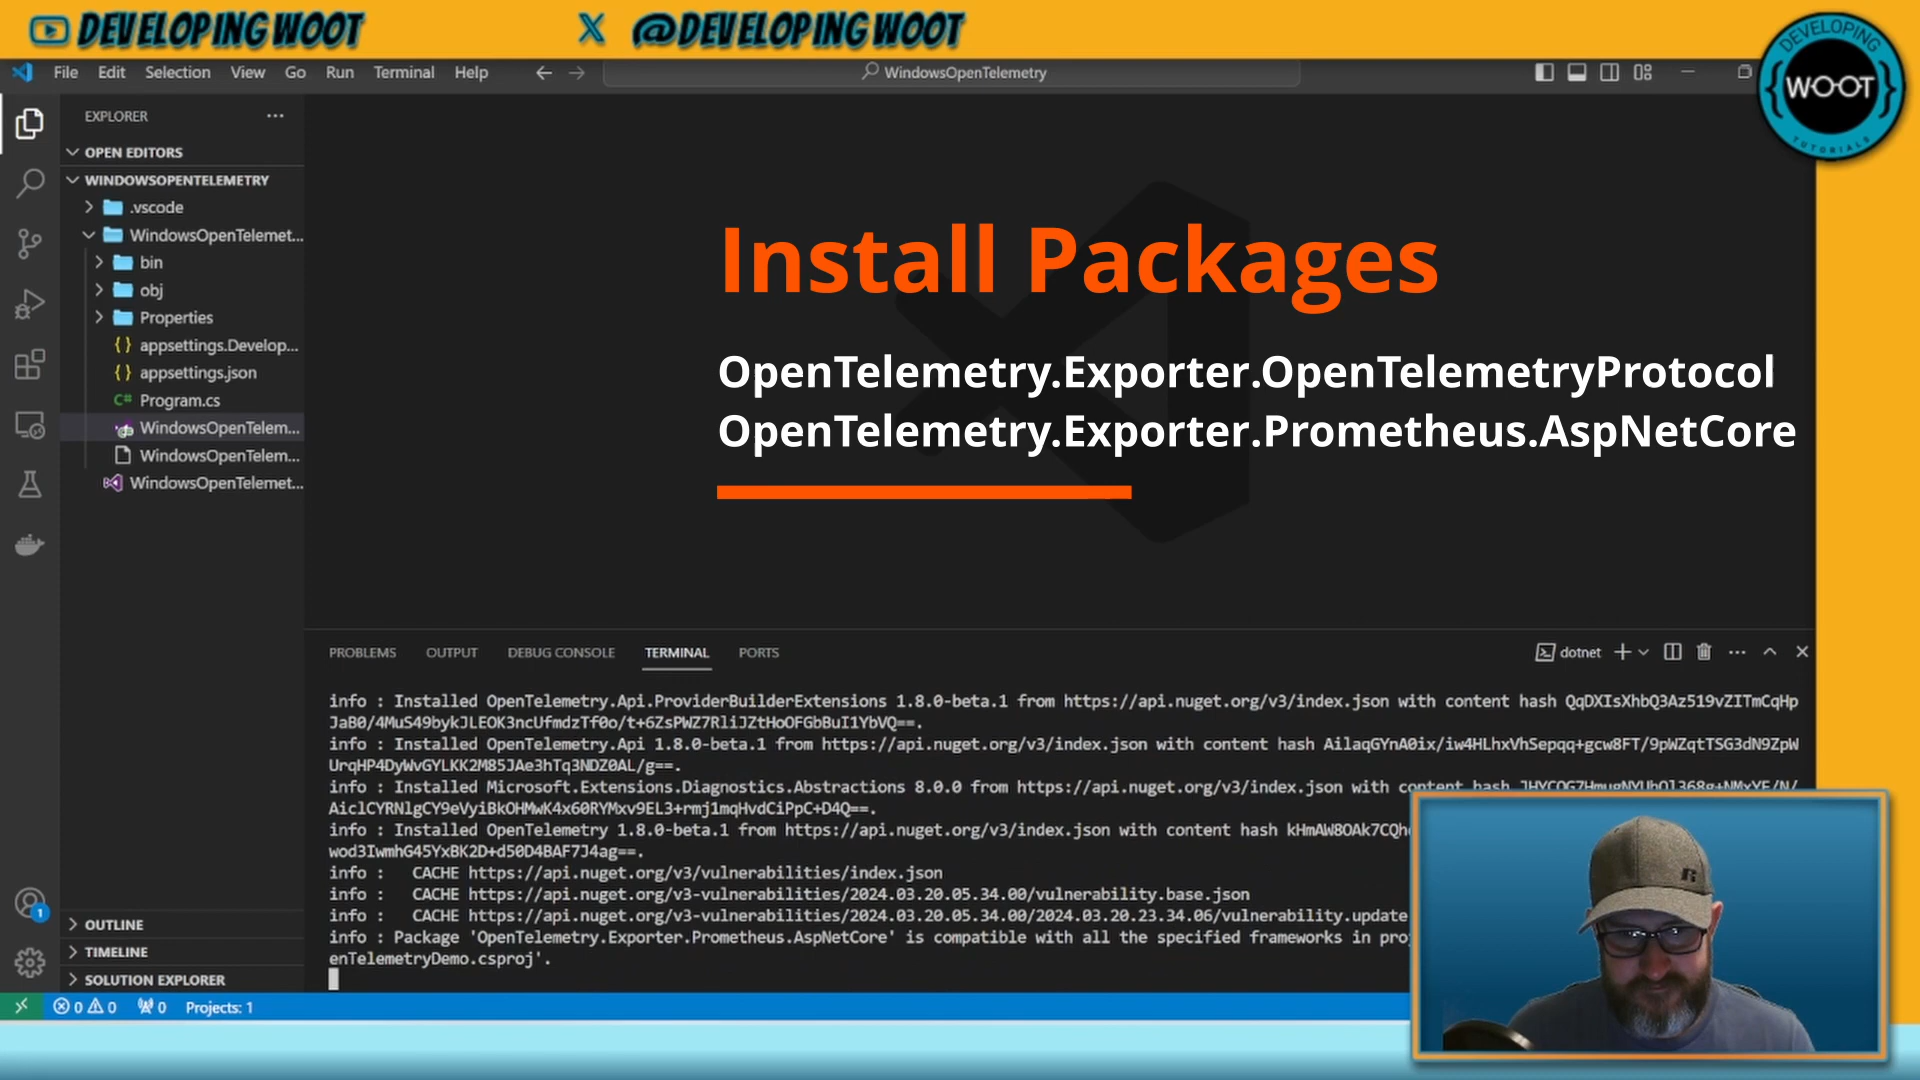 DEVELOPINGWOOT
@DEVELOPINGWOOT
DEVELOPING
WOOT
TUTORIALS
File Edit Selection View Go Run Terminal Help
WindowsOpenTelemetry
EXPLORER
OPEN EDITORS
WINDOWSOPENTELEMETRY
.vscode
WindowsOpenTelemet...
bin
obj
Properties
appsettings.Develop...
appsettings.json
Program.cs
WindowsOpenTelem...
WindowsOpenTelem...
WindowsOpenTelemet...
OUTLINE
TIMELINE
SOLUTION EXPLORER
Install Packages
OpenTelemetry.Exporter.OpenTelemetryProtocol
OpenTelemetry.Exporter.Prometheus.AspNetCore
PROBLEMS OUTPUT DEBUG CONSOLE TERMINAL PORTS
dotnet
info : Installed OpenTelemetry.Api.ProviderBuilderExtensions 1.8.0-beta.1 from https://api.nuget.org/v3/index.json with content hash QqDXIsXhbQ3Az519vZITmCqHp
JaB0/4MuS49bykJLEOK3ncUfmdzTf0o/t+6ZsPWZ7RliJZtHoOFGbBuI1YbVQ==.
info : Installed OpenTelemetry.Api 1.8.0-beta.1 from https://api.nuget.org/v3/index.json with content hash AilaqGYnA0ix/iw4HLhxVhSepqq+gcw8FT/9pWZqtTSG3dN9ZpW
UrqHP4DyWvGYLKK2M85JAe3hTq3NDZ0AL/g==.
info : Installed Microsoft.Extensions.Diagnostics.Abstractions 8.0.0 from https://api.nuget.org/v3/index.json with content hash
AiclCYRNlgCY9eVyiBkOHMwK4x60RYMxv9EL3+rmj1mqHvdCiPpC+D4Q==.
info : Installed OpenTelemetry 1.8.0-beta.1 from https://api.nuget.org/v3/index.json with content hash kHmAW8OAk7CQh
wod3IwmhG45YxBK2D+d50D4BAF7J4ag==.
info : CACHE https://api.nuget.org/v3/vulnerabilities/index.json
info : CACHE https://api.nuget.org/v3-vulnerabilities/2024.03.20.05.34.00/vulnerability.base.json
info : CACHE https://api.nuget.org/v3-vulnerabilities/2024.03.20.05.34.00/2024.03.20.23.34.06/vulnerability.update
info : Package 'OpenTelemetry.Exporter.Prometheus.AspNetCore' is compatible with all the specified frameworks in pro
enTelemetryDemo.csproj'.
1
0 0 0 Projects: 1